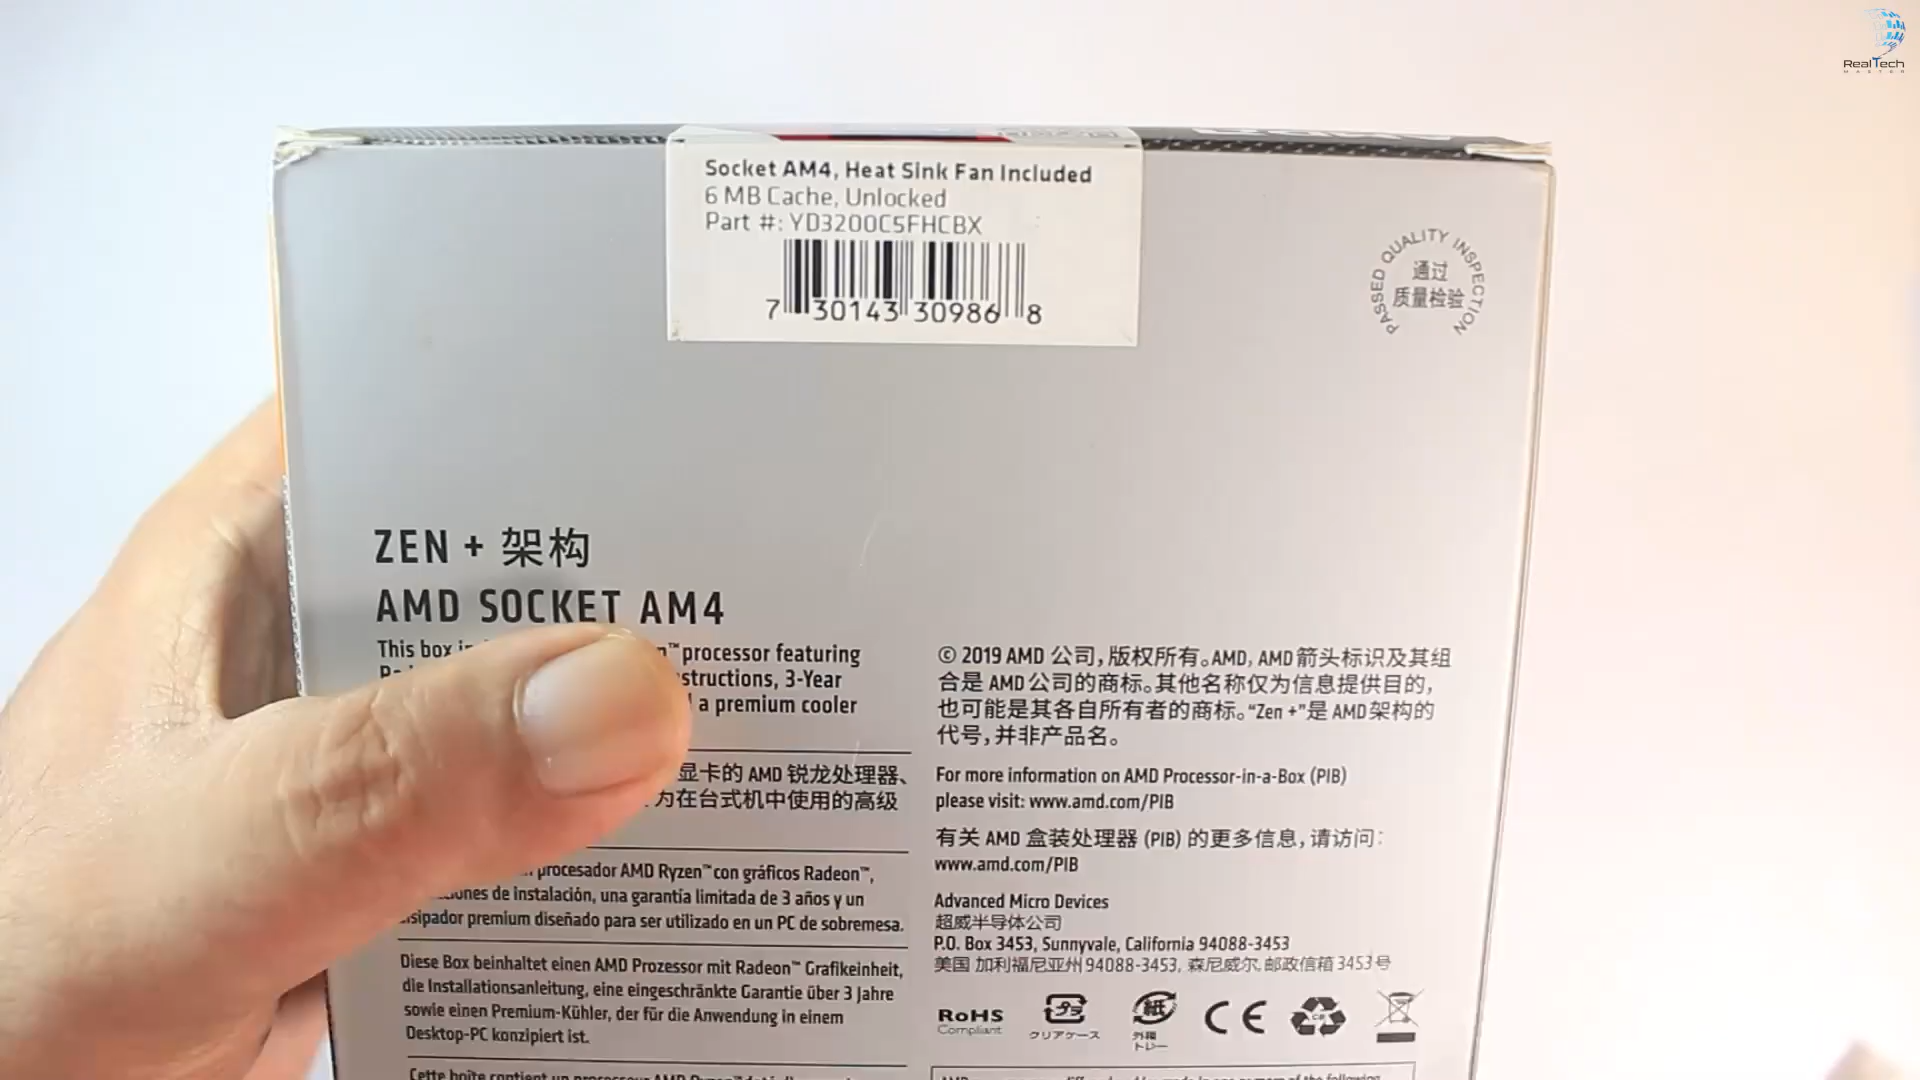 RealTech
MASTER
Socket AM4, Heat Sink Fan Included
6 MB Cache, Unlocked
Part #: YD3200C5FHCBX
7 30143 30986 8
PASSED QUALITY INSPECTION
通过
质量检验
ZEN + 架构
AMD SOCKET AM4
This box
™ processor featuring
structions, 3-Year
a premium cooler
显卡的 AMD 锐龙处理器、
为在台式机中使用的高级
procesador AMD Ryzen™ con gráficos Radeon™,
de instalación, una garantía limitada de 3 años y un
disipador premium diseñado para ser utilizado en un PC de sobremesa.
Diese Box beinhaltet einen AMD Prozessor mit Radeon™ Grafikeinheit,
die Installationsanleitung, eine eingeschränkte Garantie über 3 Jahre
sowie einen Premium-Kühler, der für die Anwendung in einem
Desktop-PC konzipiert ist.
Cette boîte contient un processeur AMD Ryzen™
© 2019 AMD 公司，版权所有。AMD, AMD 箭头标识及其组
合是 AMD 公司的商标。其他名称仅为信息提供目的，
也可能是其各自所有者的商标。“Zen +”是 AMD 架构的
代号，并非产品名。
For more information on AMD Processor-in-a-Box (PIB)
please visit: www.amd.com/PIB
有关 AMD 盒装处理器 (PIB) 的更多信息，请访问：
www.amd.com/PIB
Advanced Micro Devices
超威半导体公司
P.O. Box 3453, Sunnyvale, California 94088-3453
美国 加利福尼亚州 94088-3453, 森尼威尔, 邮政信箱 3453 号
RoHS
Compliant
プラ
クリアケース
紙
外箱
トレー
CE